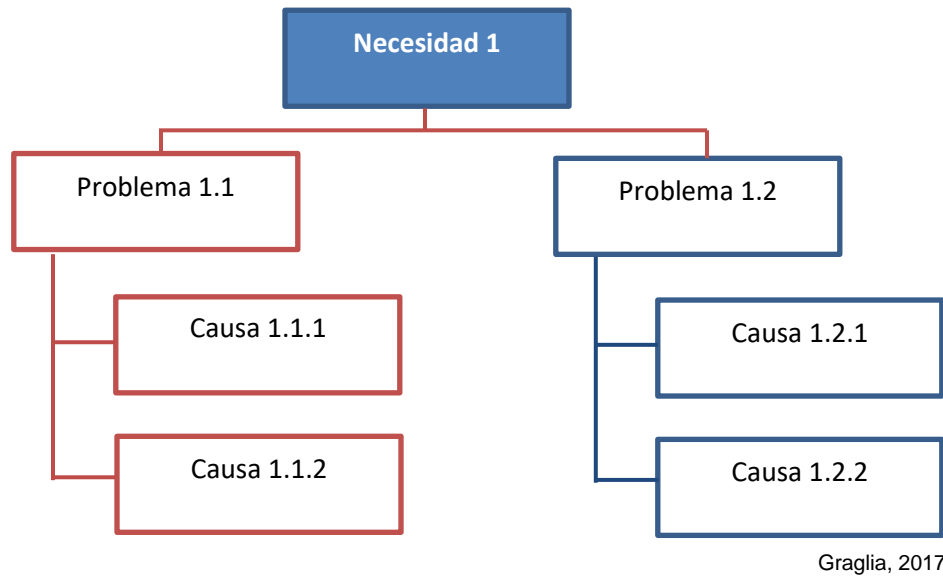 Necesidad 1
Problema 1.1
Problema 1.2
Causa 1.1.1
Causa 1.2.1
Causa 1.1.2
Causa 1.2.2
Graglia, 2017